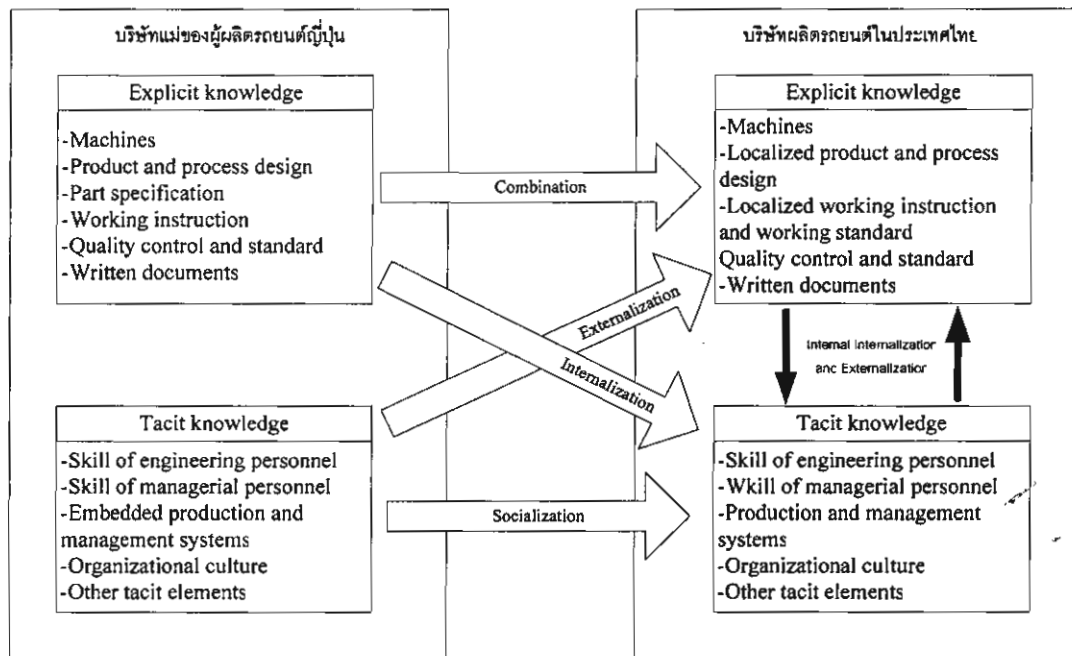 บริษัทแม่ของผู้ผลิตรถยนต์ญี่ปุ่น
Explicit knowledge
-Machines
-Product and process design
-Part specification
-Working instruction
-Quality control and standard
-Written documents
Tacit knowledge
-Skill of engineering personnel
-Skill of managerial personnel
-Embedded production and
management systems
-Organizational culture
-Other tacit elements
Combination
Externalization
Internalization
Socialization
บริษัทผลิตรถยนต์ในประเทศไทย
Explicit knowledge
-Machines
-Localized product and process
design
-Localized working instruction
and working standard
Quality control and standard
-Written documents
Internal Internalization
and Externalization
Tacit knowledge
-Skill of engineering personnel
-Wkill of managerial personnel
-Production and management
systems
-Organizational culture
-Other tacit elements